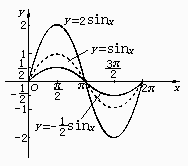 y
2
y=2sinx
y=sinx
1
1/2
3π/2
O
π/2
π
2π
x
-1/2
-1
y=-1/2sinx
-2